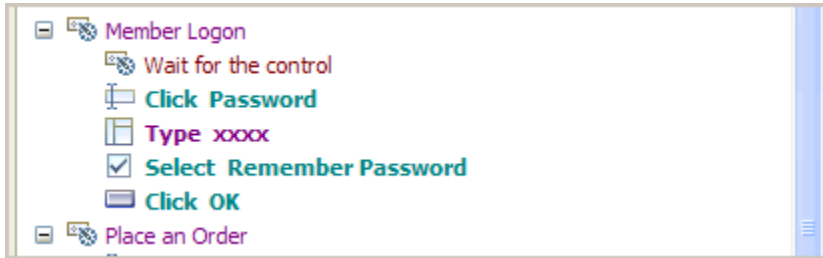 Member Logon
Wait for the control
Click Password
Type xxxx
Select Remember Password
Click OK
Place an Order